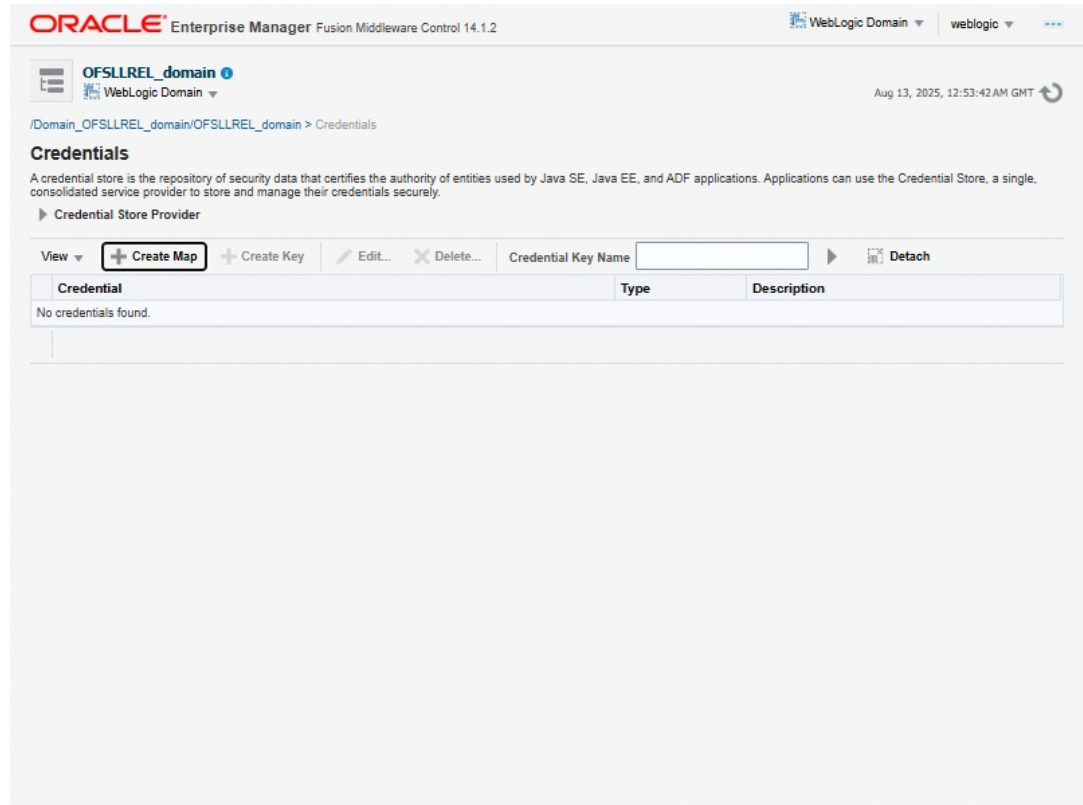 ORACLE Enterprise Manager Fusion Middleware Control 14.1.2 WebLogic Domain weblogic
OFSLLREL_domain
WebLogic Domain
Aug 13, 2025, 12:53:42 AM GMT
/Domain_OFSLLREL_domain/OFSLLREL_domain > Credentials
Credentials
A credential store is the repository of security data that certifies the authority of entities used by Java SE, Java EE, and ADF applications. Applications can use the Credential Store, a single,
consolidated service provider to store and manage their credentials securely.
Credential Store Provider
View Create Map Create Key Edit... Delete... Credential Key Name Detach
Credential Type Description
No credentials found.